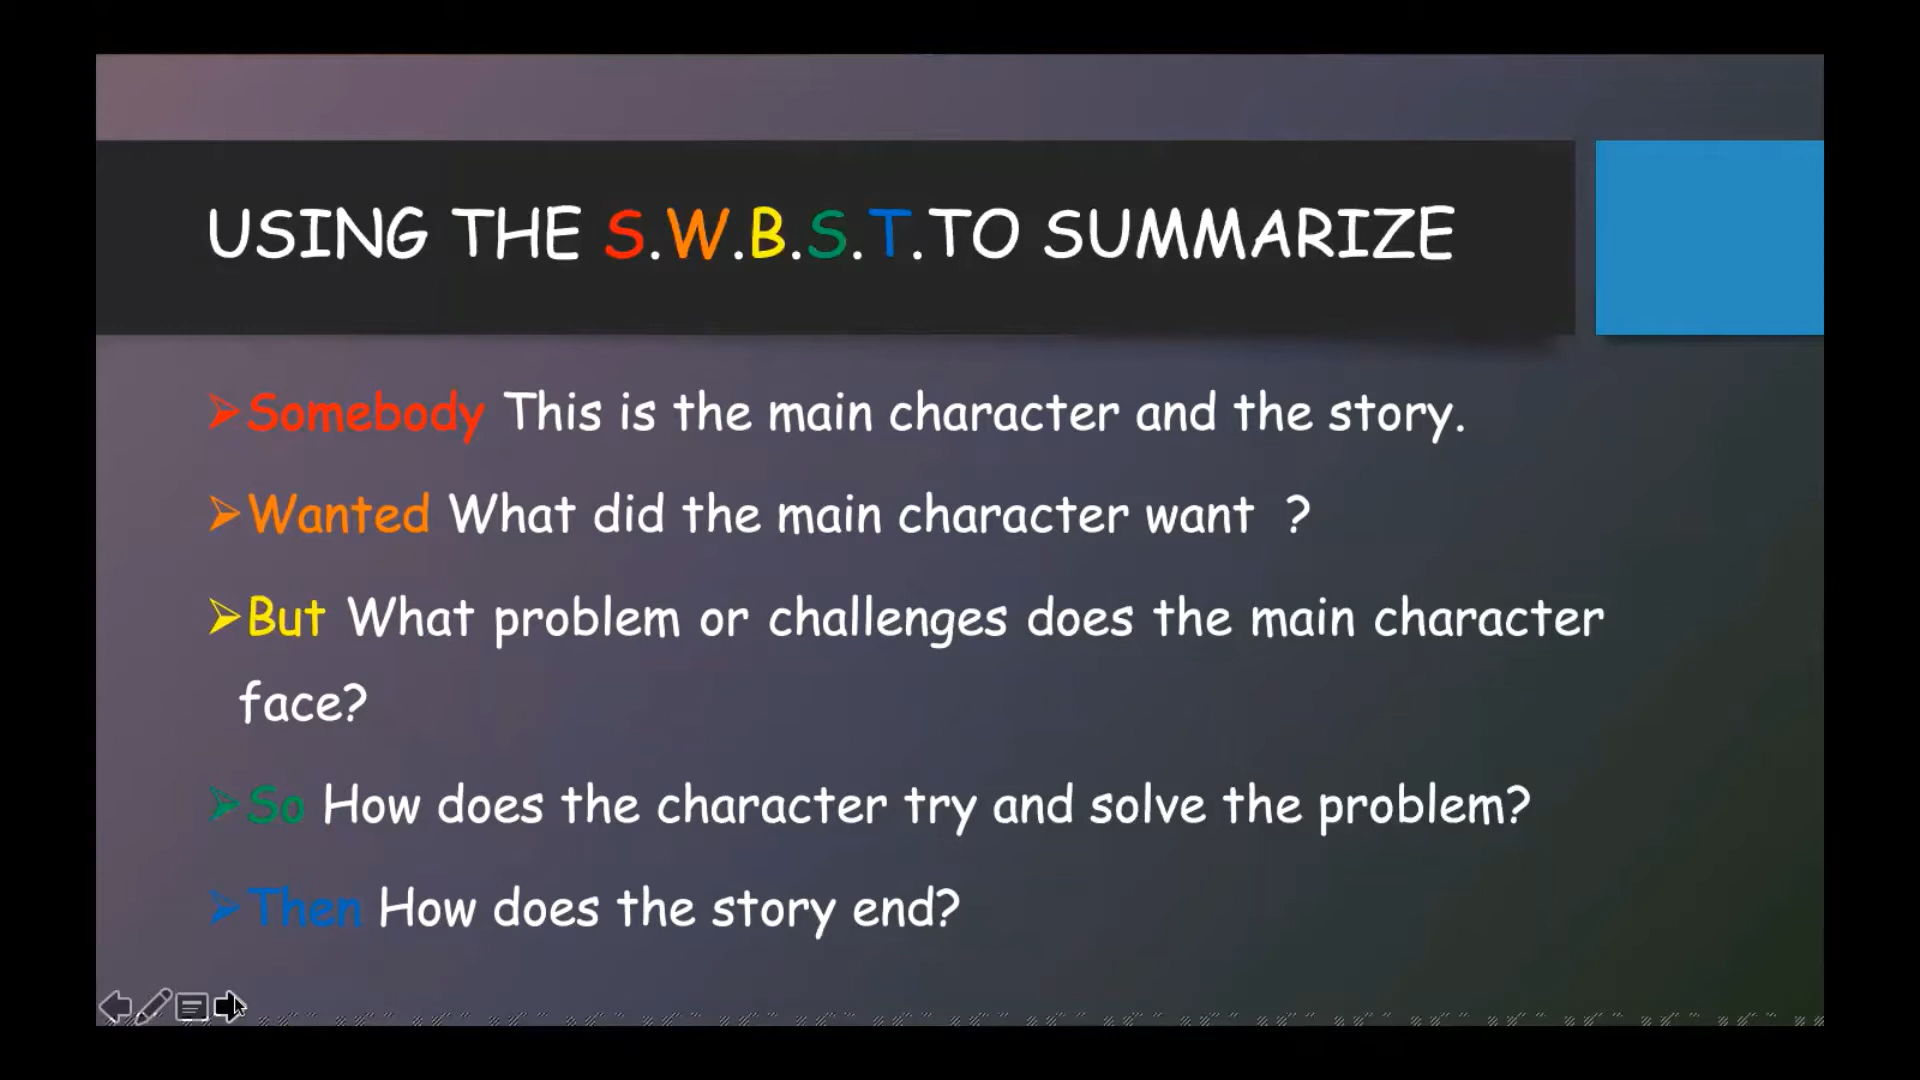 USING THE S.W.B.S.T.TO SUMMARIZE
➢Somebody This is the main character and the story.
➢Wanted What did the main character want  ?
➢But What problem or challenges does the main character
face?
➢So How does the character try and solve the problem?
➢Then How does the story end?